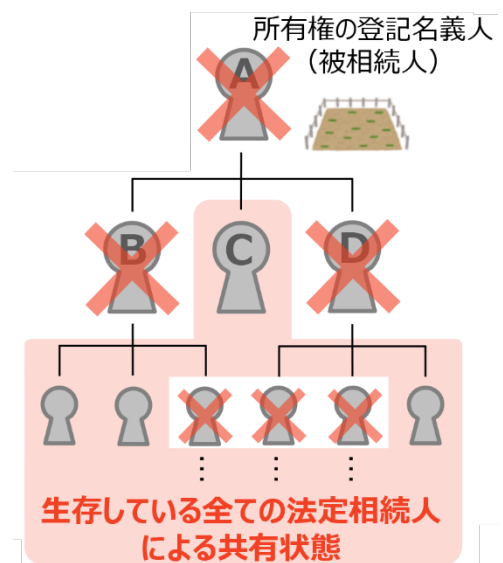 所有権の登記名義人
（被相続人）
A
B
C
D
⋮ ⋮ ⋮
生存している全ての法定相続人
による共有状態